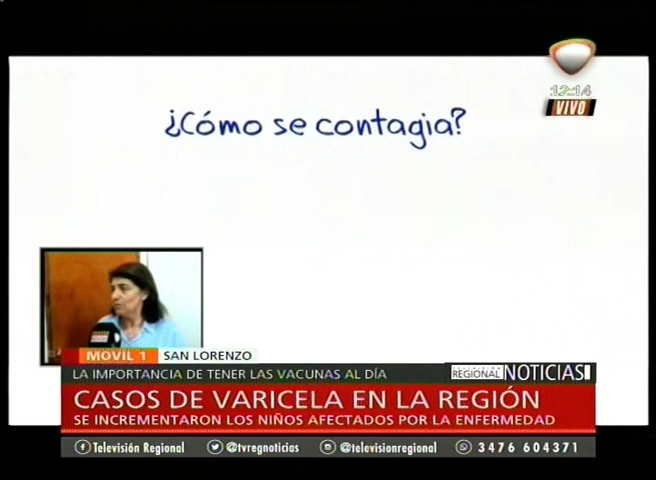 12:14
VIVO
¿Cómo se contagia?
MÓVIL 1 SAN LORENZO
LA IMPORTANCIA DE TENER LAS VACUNAS AL DÍA
REGIONAL NOTICIAS
CASOS DE VARICELA EN LA REGIÓN
SE INCREMENTARON LOS NIÑOS AFECTADOS POR LA ENFERMEDAD
Televisión Regional @tvregnoticias @televisionregional 3476 604371